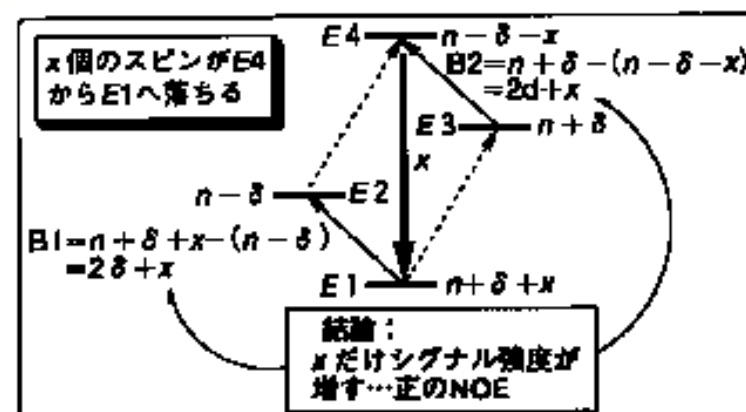 x個のスピンがE4
からE1へ落ちる
E4 n－δ－x
B2＝n＋δ－(n－δ－x)
＝2d＋x
E3 n＋δ
x
n－δ E2
B1＝n＋δ＋x－(n－δ)
＝2δ＋x
E1 n＋δ＋x
結論：
xだけシグナル強度が
増す…正のNOE